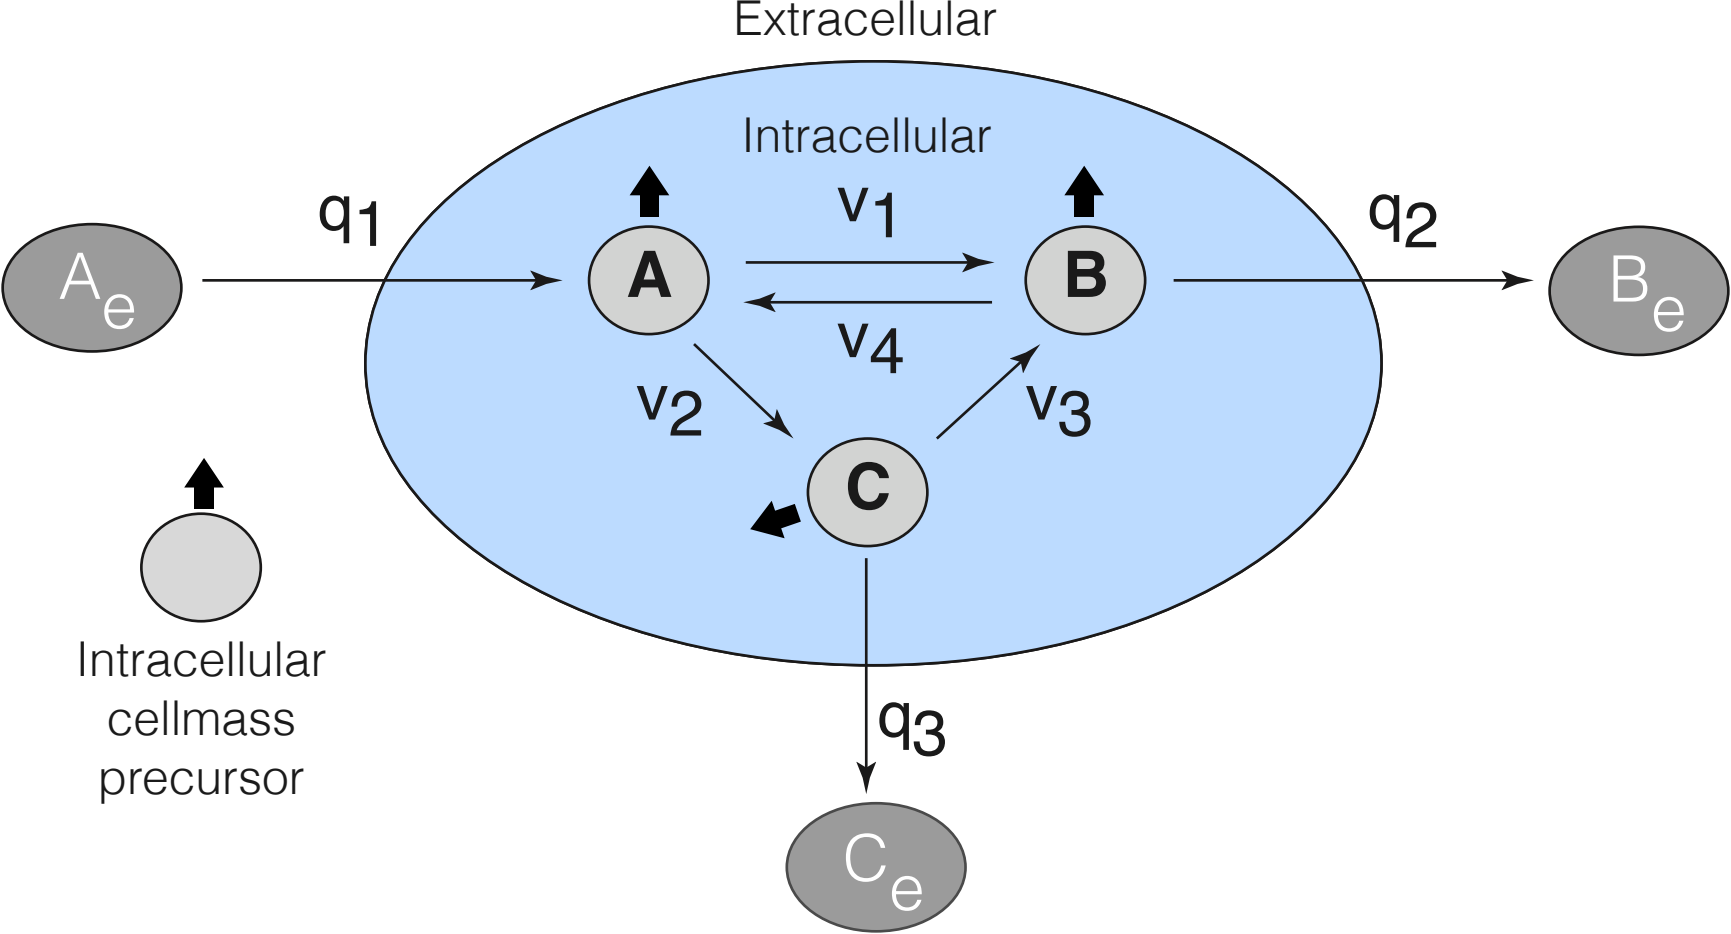 Extracellular
Intracellular
q1
v1
q2
Ae
A
B
Be
v4
v2
v3
C
Intracellular
cellmass
precursor
q3
Ce